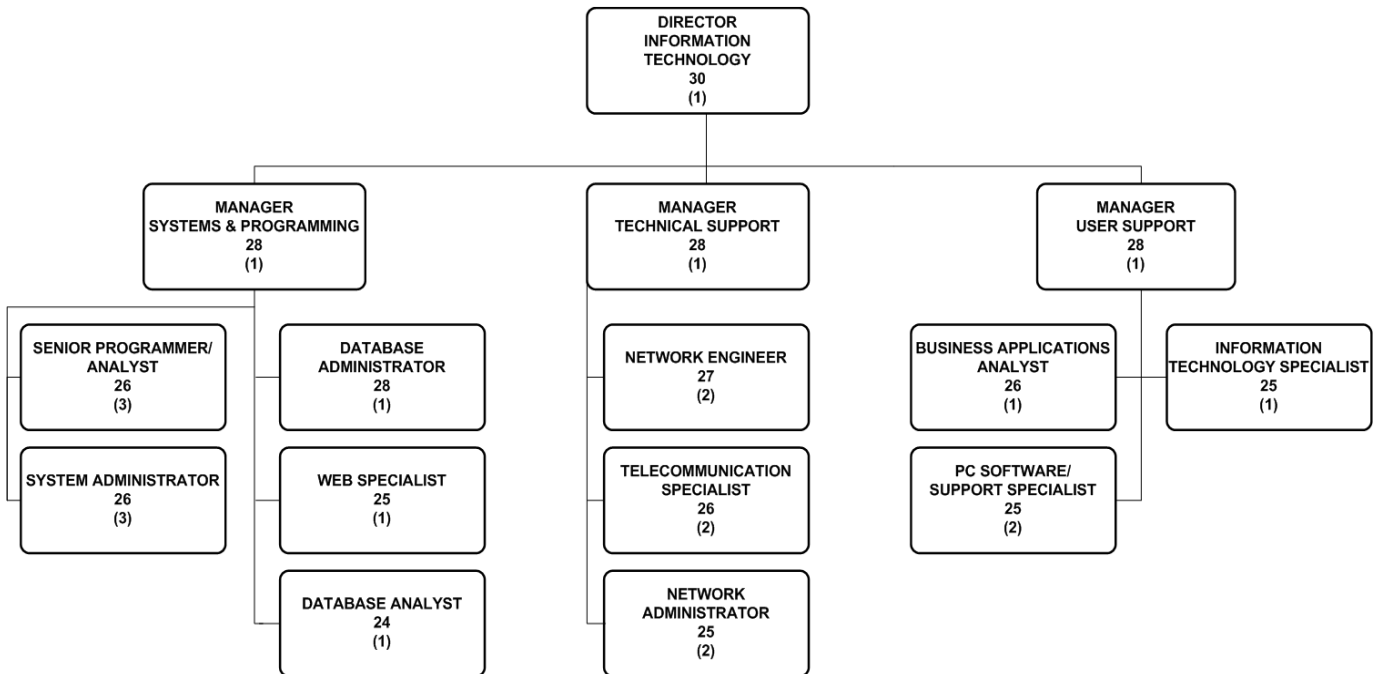 DIRECTOR
INFORMATION
TECHNOLOGY
30
(1)
MANAGER
SYSTEMS & PROGRAMMING
28
(1)
MANAGER
TECHNICAL SUPPORT
28
(1)
MANAGER
USER SUPPORT
28
(1)
SENIOR PROGRAMMER/
ANALYST
26
(3)
DATABASE
ADMINISTRATOR
28
(1)
NETWORK ENGINEER
27
(2)
BUSINESS APPLICATIONS
ANALYST
26
(1)
INFORMATION
TECHNOLOGY SPECIALIST
25
(1)
SYSTEM ADMINISTRATOR
26
(3)
WEB SPECIALIST
25
(1)
TELECOMMUNICATION
SPECIALIST
26
(2)
PC SOFTWARE/
SUPPORT SPECIALIST
25
(2)
DATABASE ANALYST
24
(1)
NETWORK
ADMINISTRATOR
25
(2)